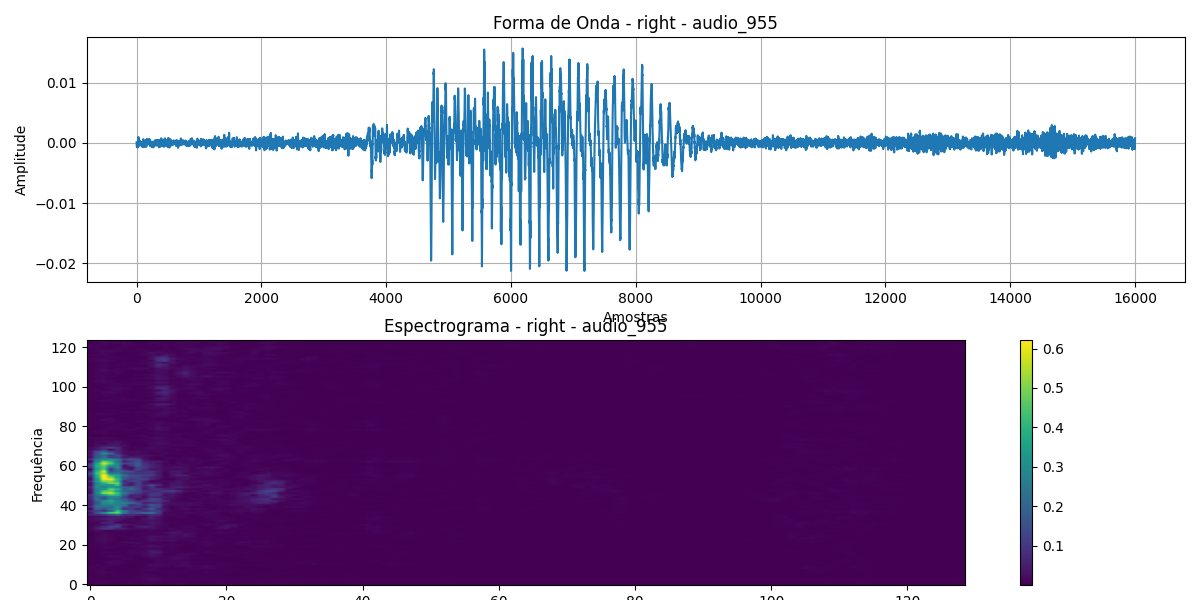 Forma de Onda - right - audio_955
Amplitude
0.01
0.00
−0.01
−0.02
0 2000 4000 6000 8000 10000 12000 14000 16000
Amostras
Espectrograma - right - audio_955
Frequência
120
100
80
60
40
20
0
0 20 40 60 80 100 120
0.6
0.5
0.4
0.3
0.2
0.1